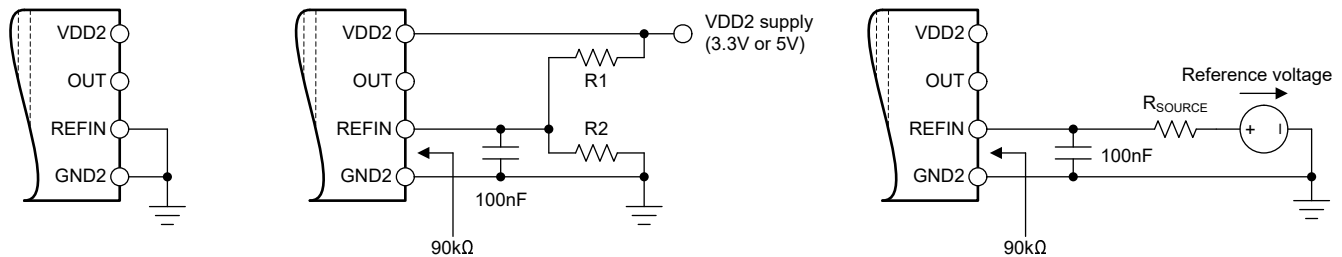 VDD2
OUT
REFIN
GND2
VDD2
OUT
REFIN
GND2
VDD2 supply
(3.3V or 5V)
R1
R2
100nF
90kΩ
VDD2
OUT
REFIN
GND2
Reference voltage
RSOURCE
+
I
100nF
90kΩ